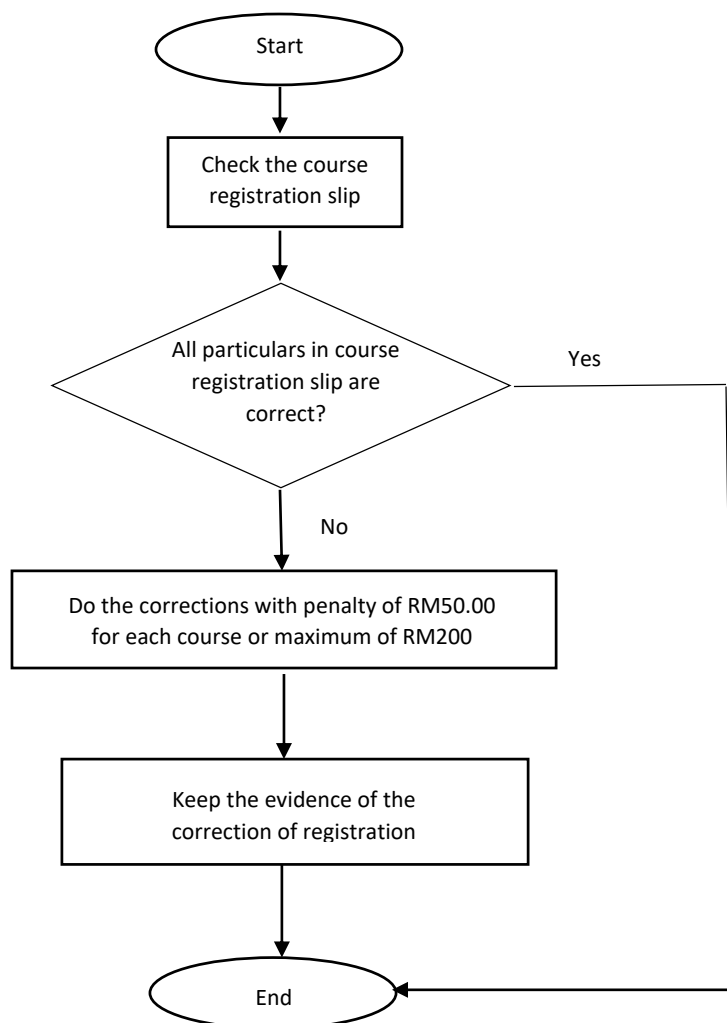 Start
Check the course
registration slip
All particulars in course
registration slip are
correct?
Yes
No
Do the corrections with penalty of RM50.00
for each course or maximum of RM200
Keep the evidence of the
correction of registration
End